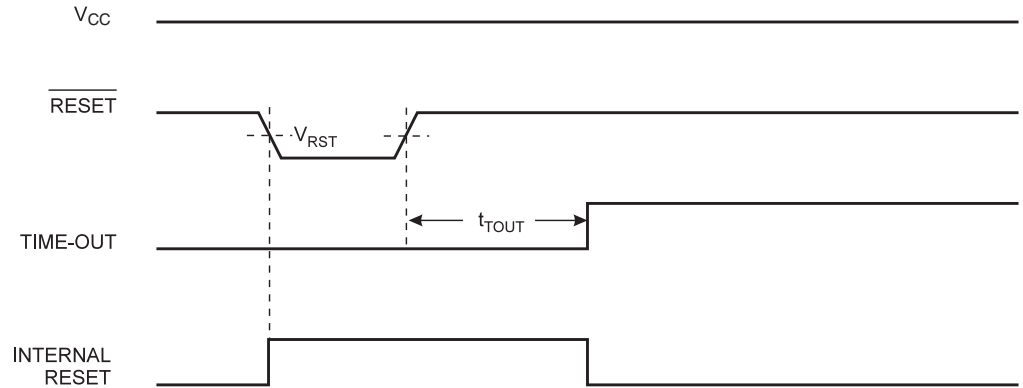 VCC
RESET
VRST
tTOUT
TIME-OUT
INTERNAL
RESET